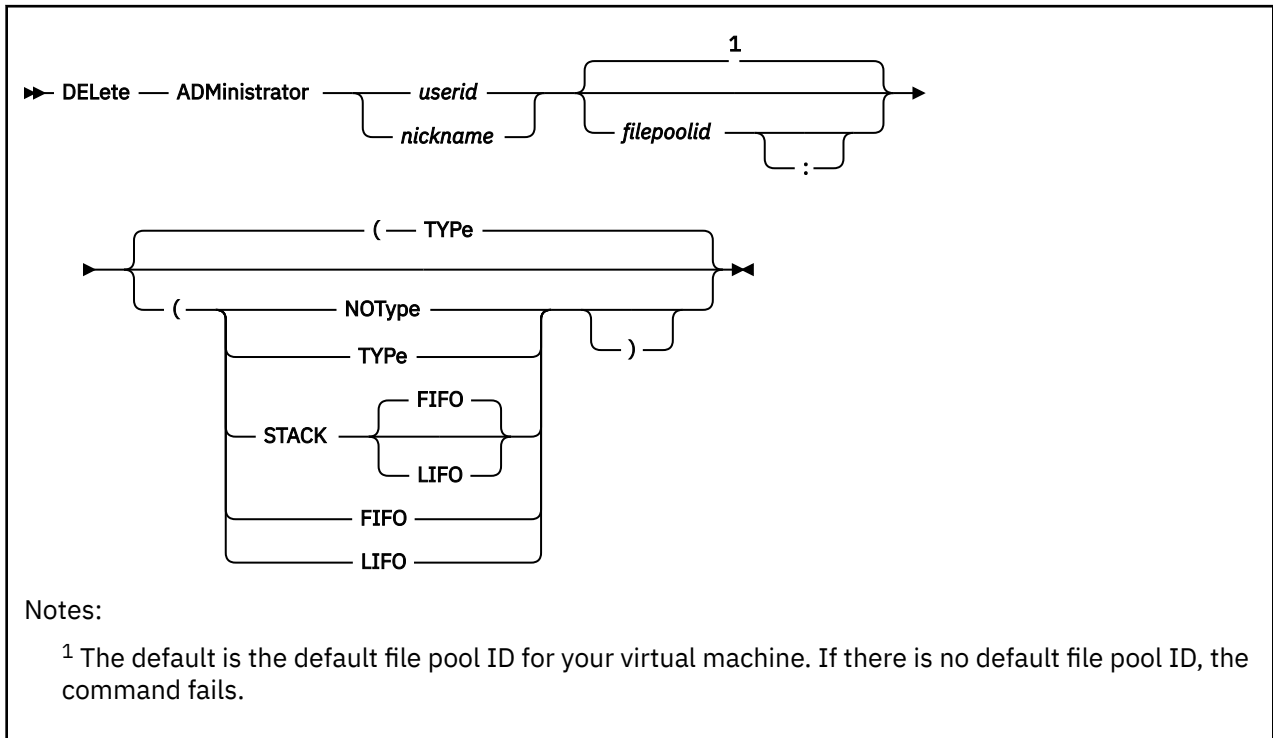 1
DELete ADMinistrator userid
nickname
filepoolid
:
( TYPe
( NOType
TYPe
)
FIFO
STACK
LIFO
FIFO
LIFO
Notes:
1 The default is the default file pool ID for your virtual machine. If there is no default file pool ID, the
command fails.